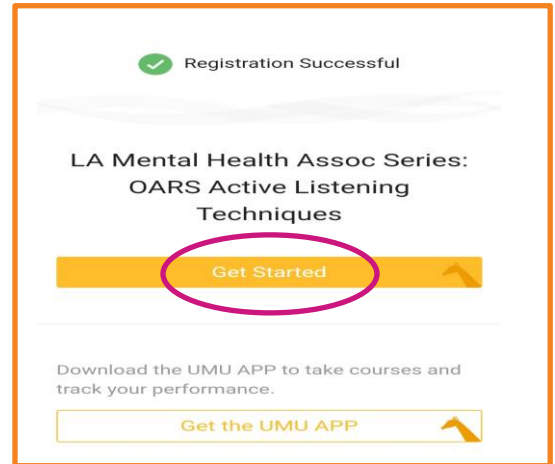 Registration Successful
LA Mental Health Assoc Series:
OARS Active Listening
Techniques
Get Started
Download the UMU APP to take courses and
track your performance.
Get the UMU APP